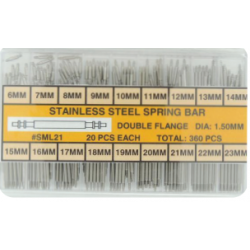 6MM 7MM 8MM 9MM 10MM 11MM 12MM 13MM 14MM
STAINLESS STEEL SPRING BAR
DOUBLE FLANGE DIA: 1.50MM
#SML21 20 PCS EACH TOTAL: 360 PCS
15MM 16MM 17MM 18MM 19MM 20MM 21MM 22MM 23MM